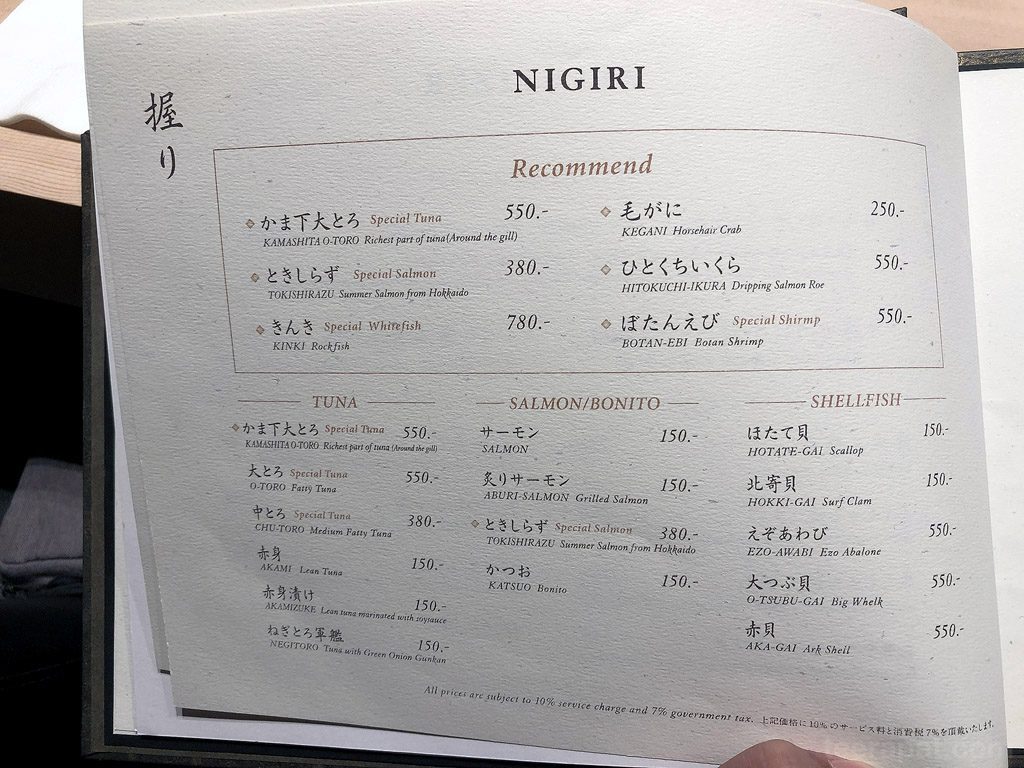 NIGIRI
握り
Recommend
かま下大とろ Special Tuna 550.-
KAMASHITA O-TORO Richest part of tuna(Around the gill)
ときしらず Special Salmon 380.-
TOKISHIRAZU Summer Salmon from Hokkaido
きんき Special Whitefish 780.-
KINKI Rockfish
毛がに 250.-
KEGANI Horsehair Crab
ひとくちいくら 550.-
HITOKUCHI-IKURA Dripping Salmon Roe
ぼたんえび Special Shirmp 550.-
BOTAN-EBI Botan Shrimp
TUNA
かま下大とろ Special Tuna 550.-
KAMASHITA O-TORO Richest part of tuna (Around the gill)
大とろ Special Tuna 550.-
O-TORO Fatty Tuna
中とろ Special Tuna 380.-
CHU-TORO Medium Fatty Tuna
赤身 150.-
AKAMI Lean Tuna
赤身漬け 150.-
AKAMIZUKE Lean tuna marinated with soysauce
ねぎとろ軍艦 150.-
NEGITORO Tuna with Green Onion Gunkan
SALMON/BONITO
サーモン 150.-
SALMON
炙りサーモン 150.-
ABURI-SALMON Grilled Salmon
ときしらず Special Salmon 380.-
TOKISHIRAZU Summer Salmon from Hokkaido
かつお 150.-
KATSUO Bonito
SHELLFISH
ほたて貝 150.-
HOTATE-GAI Scallop
北寄貝 150.-
HOKKI-GAI Surf Clam
えぞあわび 550.-
EZO-AWABI Ezo Abalone
大つぶ貝 550.-
O-TSUBU-GAI Big Whelk
赤貝 550.-
AKA-GAI Ark Shell
All prices are subject to 10% service charge and 7% government tax. 上記価格に10%のサービス料と消費税7%を頂戴いたします。